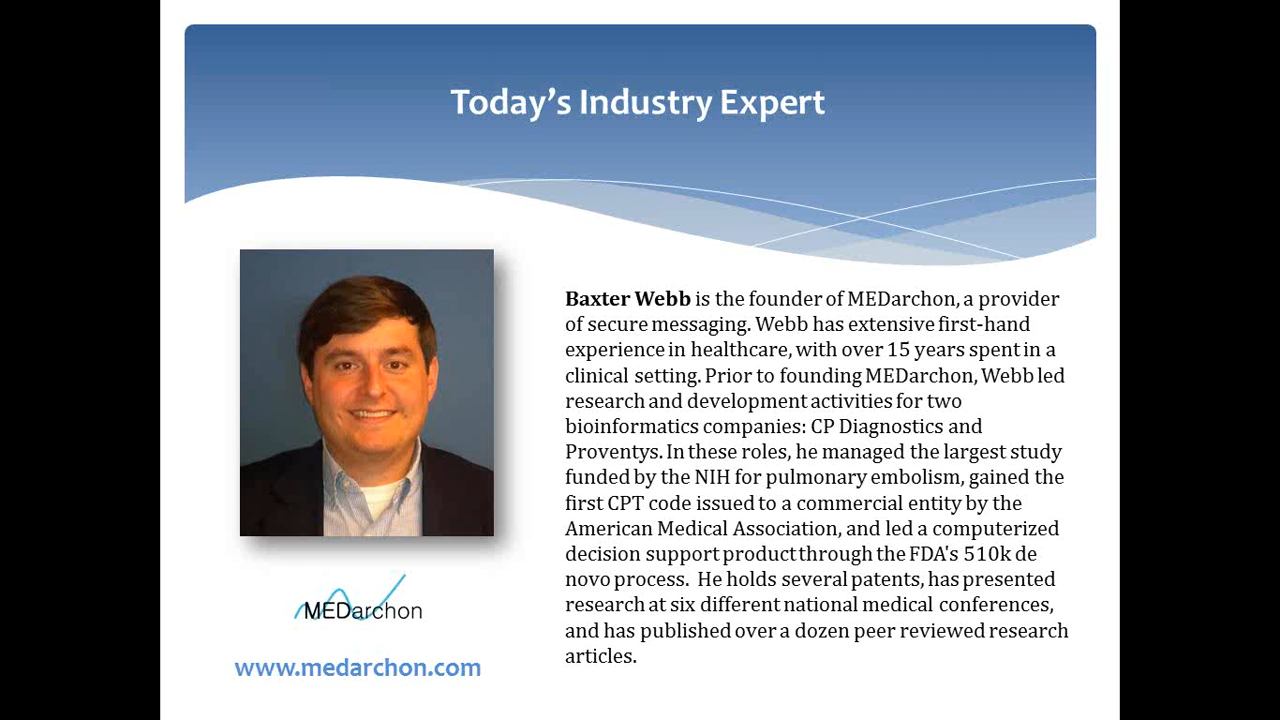 Today's Industry Expert
Baxter Webb is the founder of MEDarchon, a provider
of secure messaging. Webb has extensive first-hand
experience in healthcare, with over 15 years spent in a
clinical setting. Prior to founding MEDarchon, Webb led
research and development activities for two
bioinformatics companies: CP Diagnostics and
Proventys. In these roles, he managed the largest study
funded by the NIH for pulmonary embolism, gained the
first CPT code issued to a commercial entity by the
American Medical Association, and led a computerized
decision support product through the FDA's 510k de
novo process.  He holds several patents, has presented
research at six different national medical conferences,
and has published over a dozen peer reviewed research
articles.
MEDarchon
www.medarchon.com